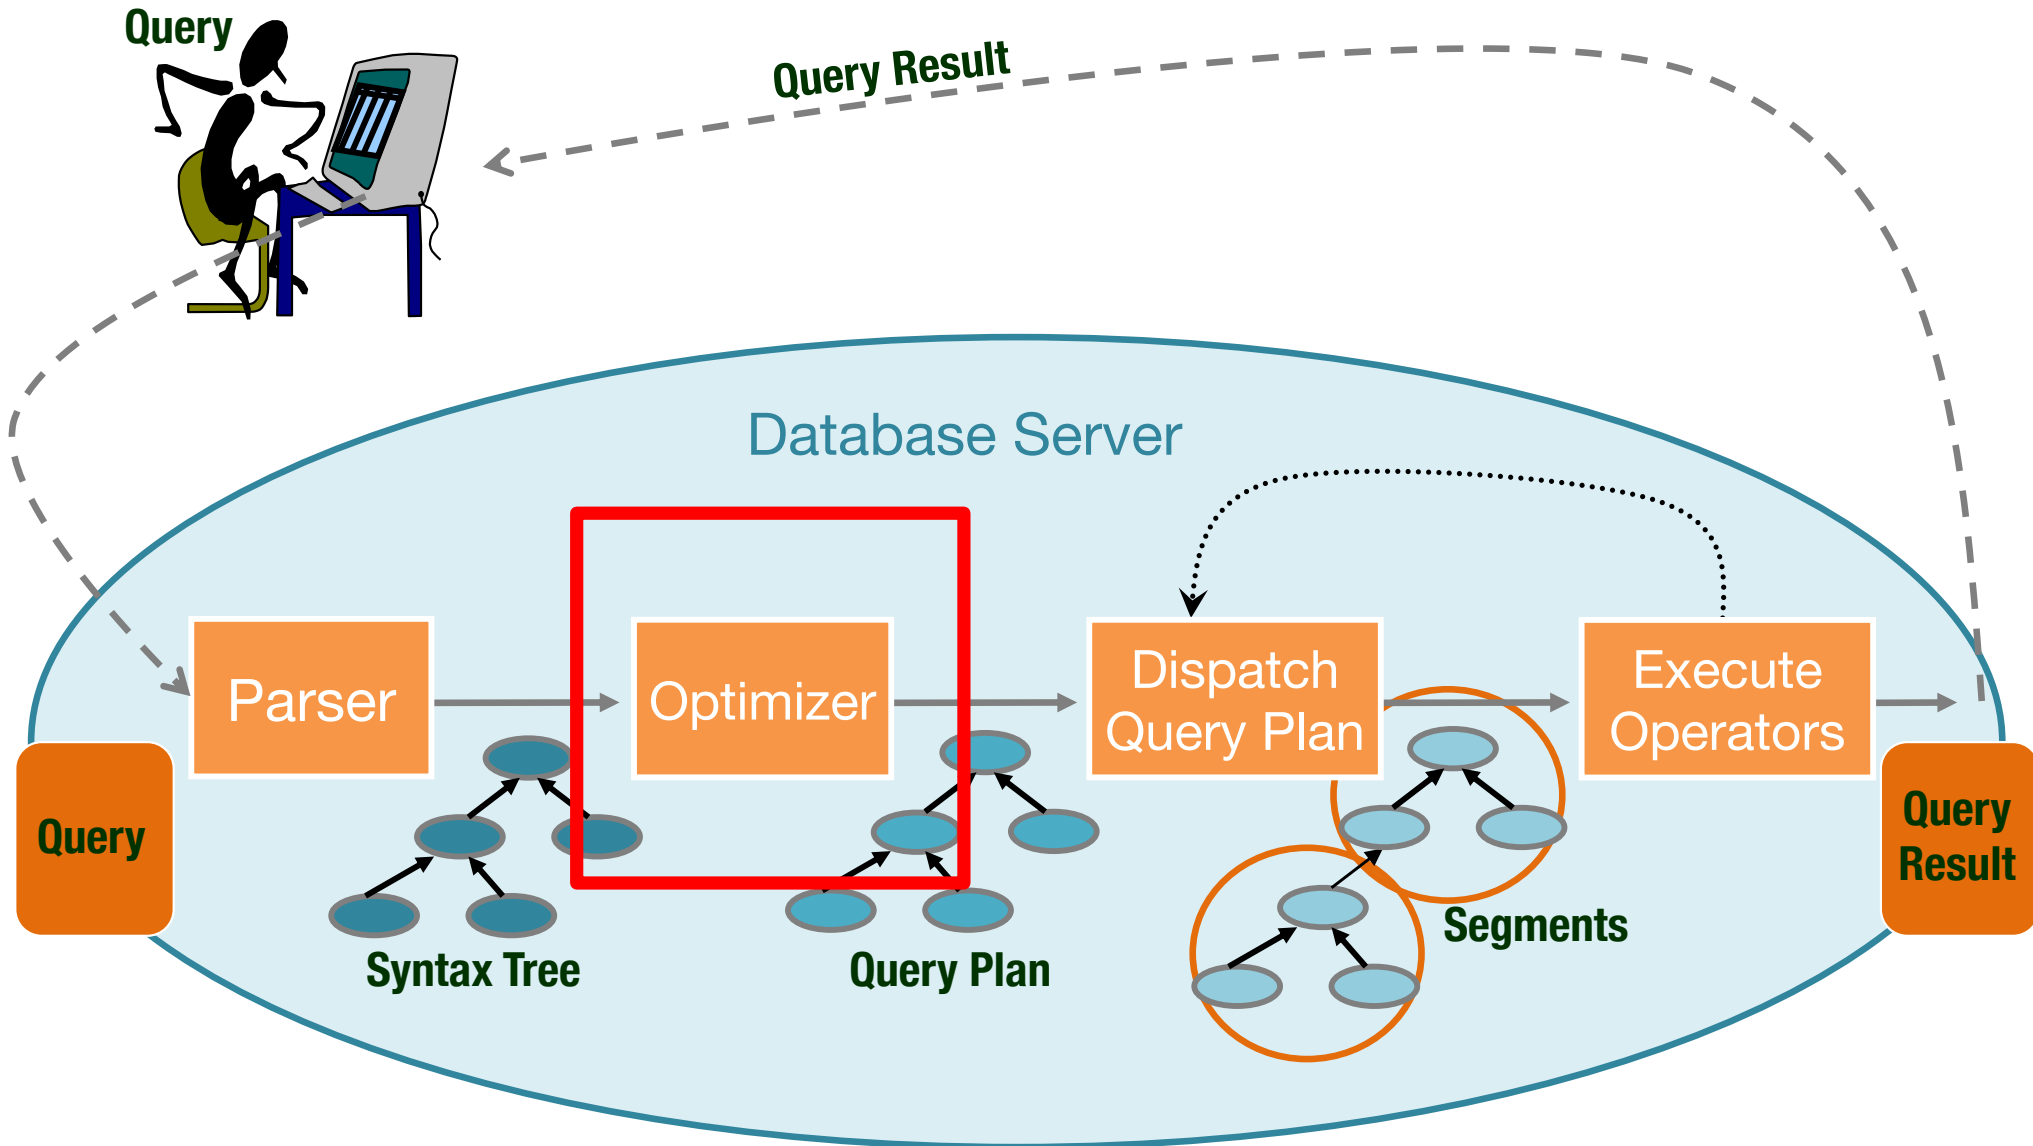 Query
Query Result
Database Server
Parser
Optimizer
Dispatch
Query Plan
Execute
Operators
Query
Query
Result
Syntax Tree
Query Plan
Segments